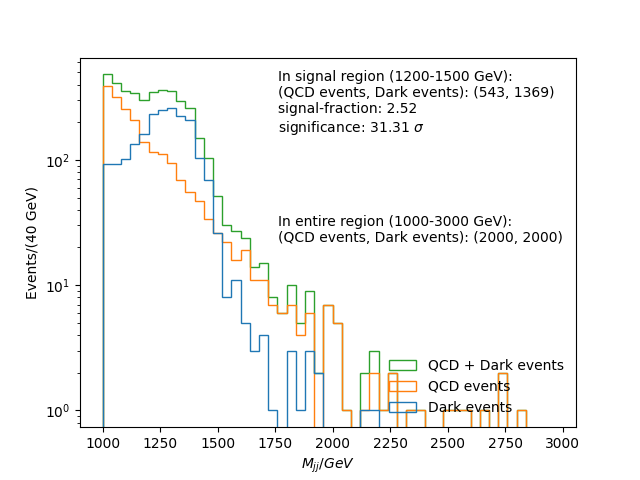 In signal region (1200-1500 GeV):
(QCD events, Dark events): (543, 1369)
signal-fraction: 2.52
significance: 31.31 σ
In entire region (1000-3000 GeV):
(QCD events, Dark events): (2000, 2000)
QCD + Dark events
QCD events
Dark events
Events/(40 GeV)
10²
10¹
10⁰
1000 1250 1500 1750 2000 2250 2500 2750 3000
M_{jj}/GeV